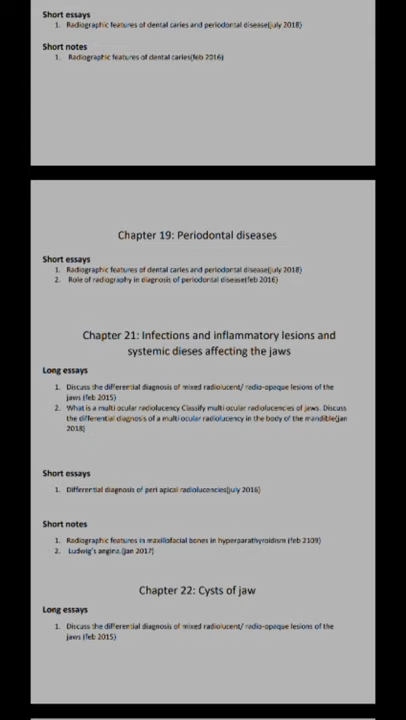 Short essays
1. Radiographic features of dental caries and periodontal disease(july 2018)
Short notes
1. Radiographic features of dental caries(feb 2016)
Chapter 19: Periodontal diseases
Short essays
1. Radiographic features of dental caries and periodontal disease(july 2018)
2. Role of radiography in diagnosis of periodontal disease(feb 2016)
Chapter 21: Infections and inflammatory lesions and
systemic dieses affecting the jaws
Long essays
1. Discuss the differential diagnosis of mixed radiolucent/ radio-opaque lesions of the
jaws (feb 2015)
2. What is a multi ocular radiolucency Classify multi ocular radiolucencies of jaws. Discuss
the differential diagnosis of a multi ocular radiolucency in the body of the mandible(jan
2018)
Short essays
1. Differential diagnosis of peri apical radiolucencies(july 2016)
Short notes
1. Radiographic features in maxillofacial bones in hyperparathyroidism (feb 2109)
2. Ludwig's angina.(jan 2017)
Chapter 22: Cysts of jaw
Long essays
1. Discuss the differential diagnosis of mixed radiolucent/ radio-opaque lesions of the
jaws (feb 2015)